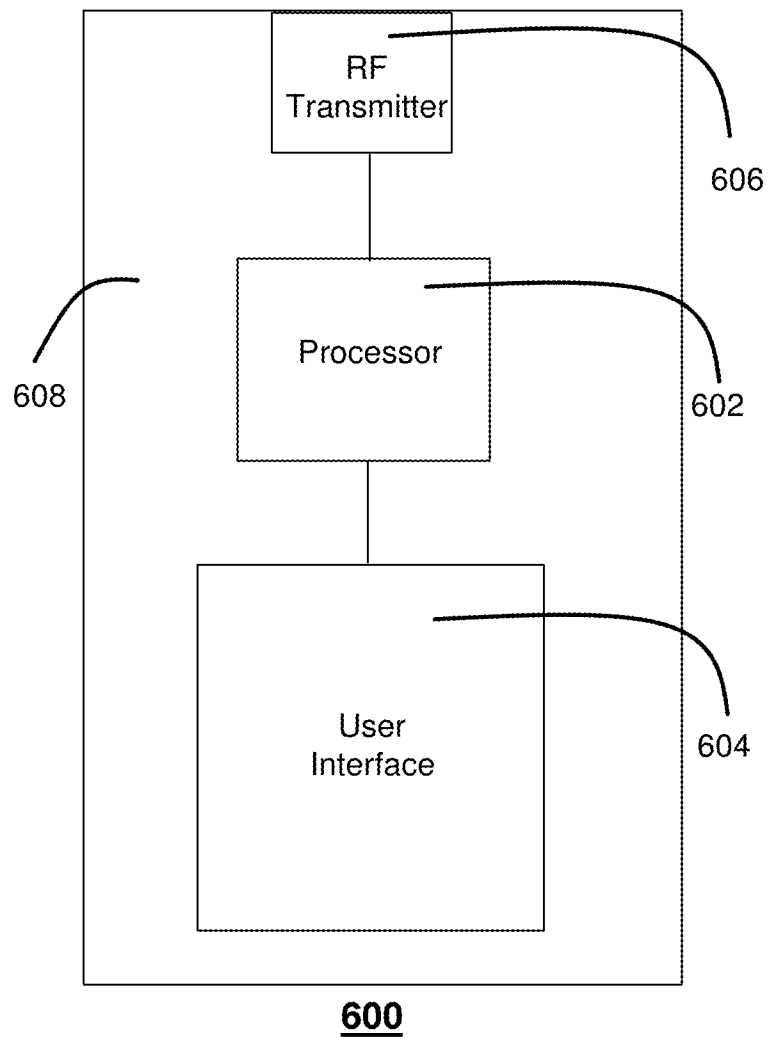 RF
Transmitter
606
Processor
608
602
User
Interface
604
600